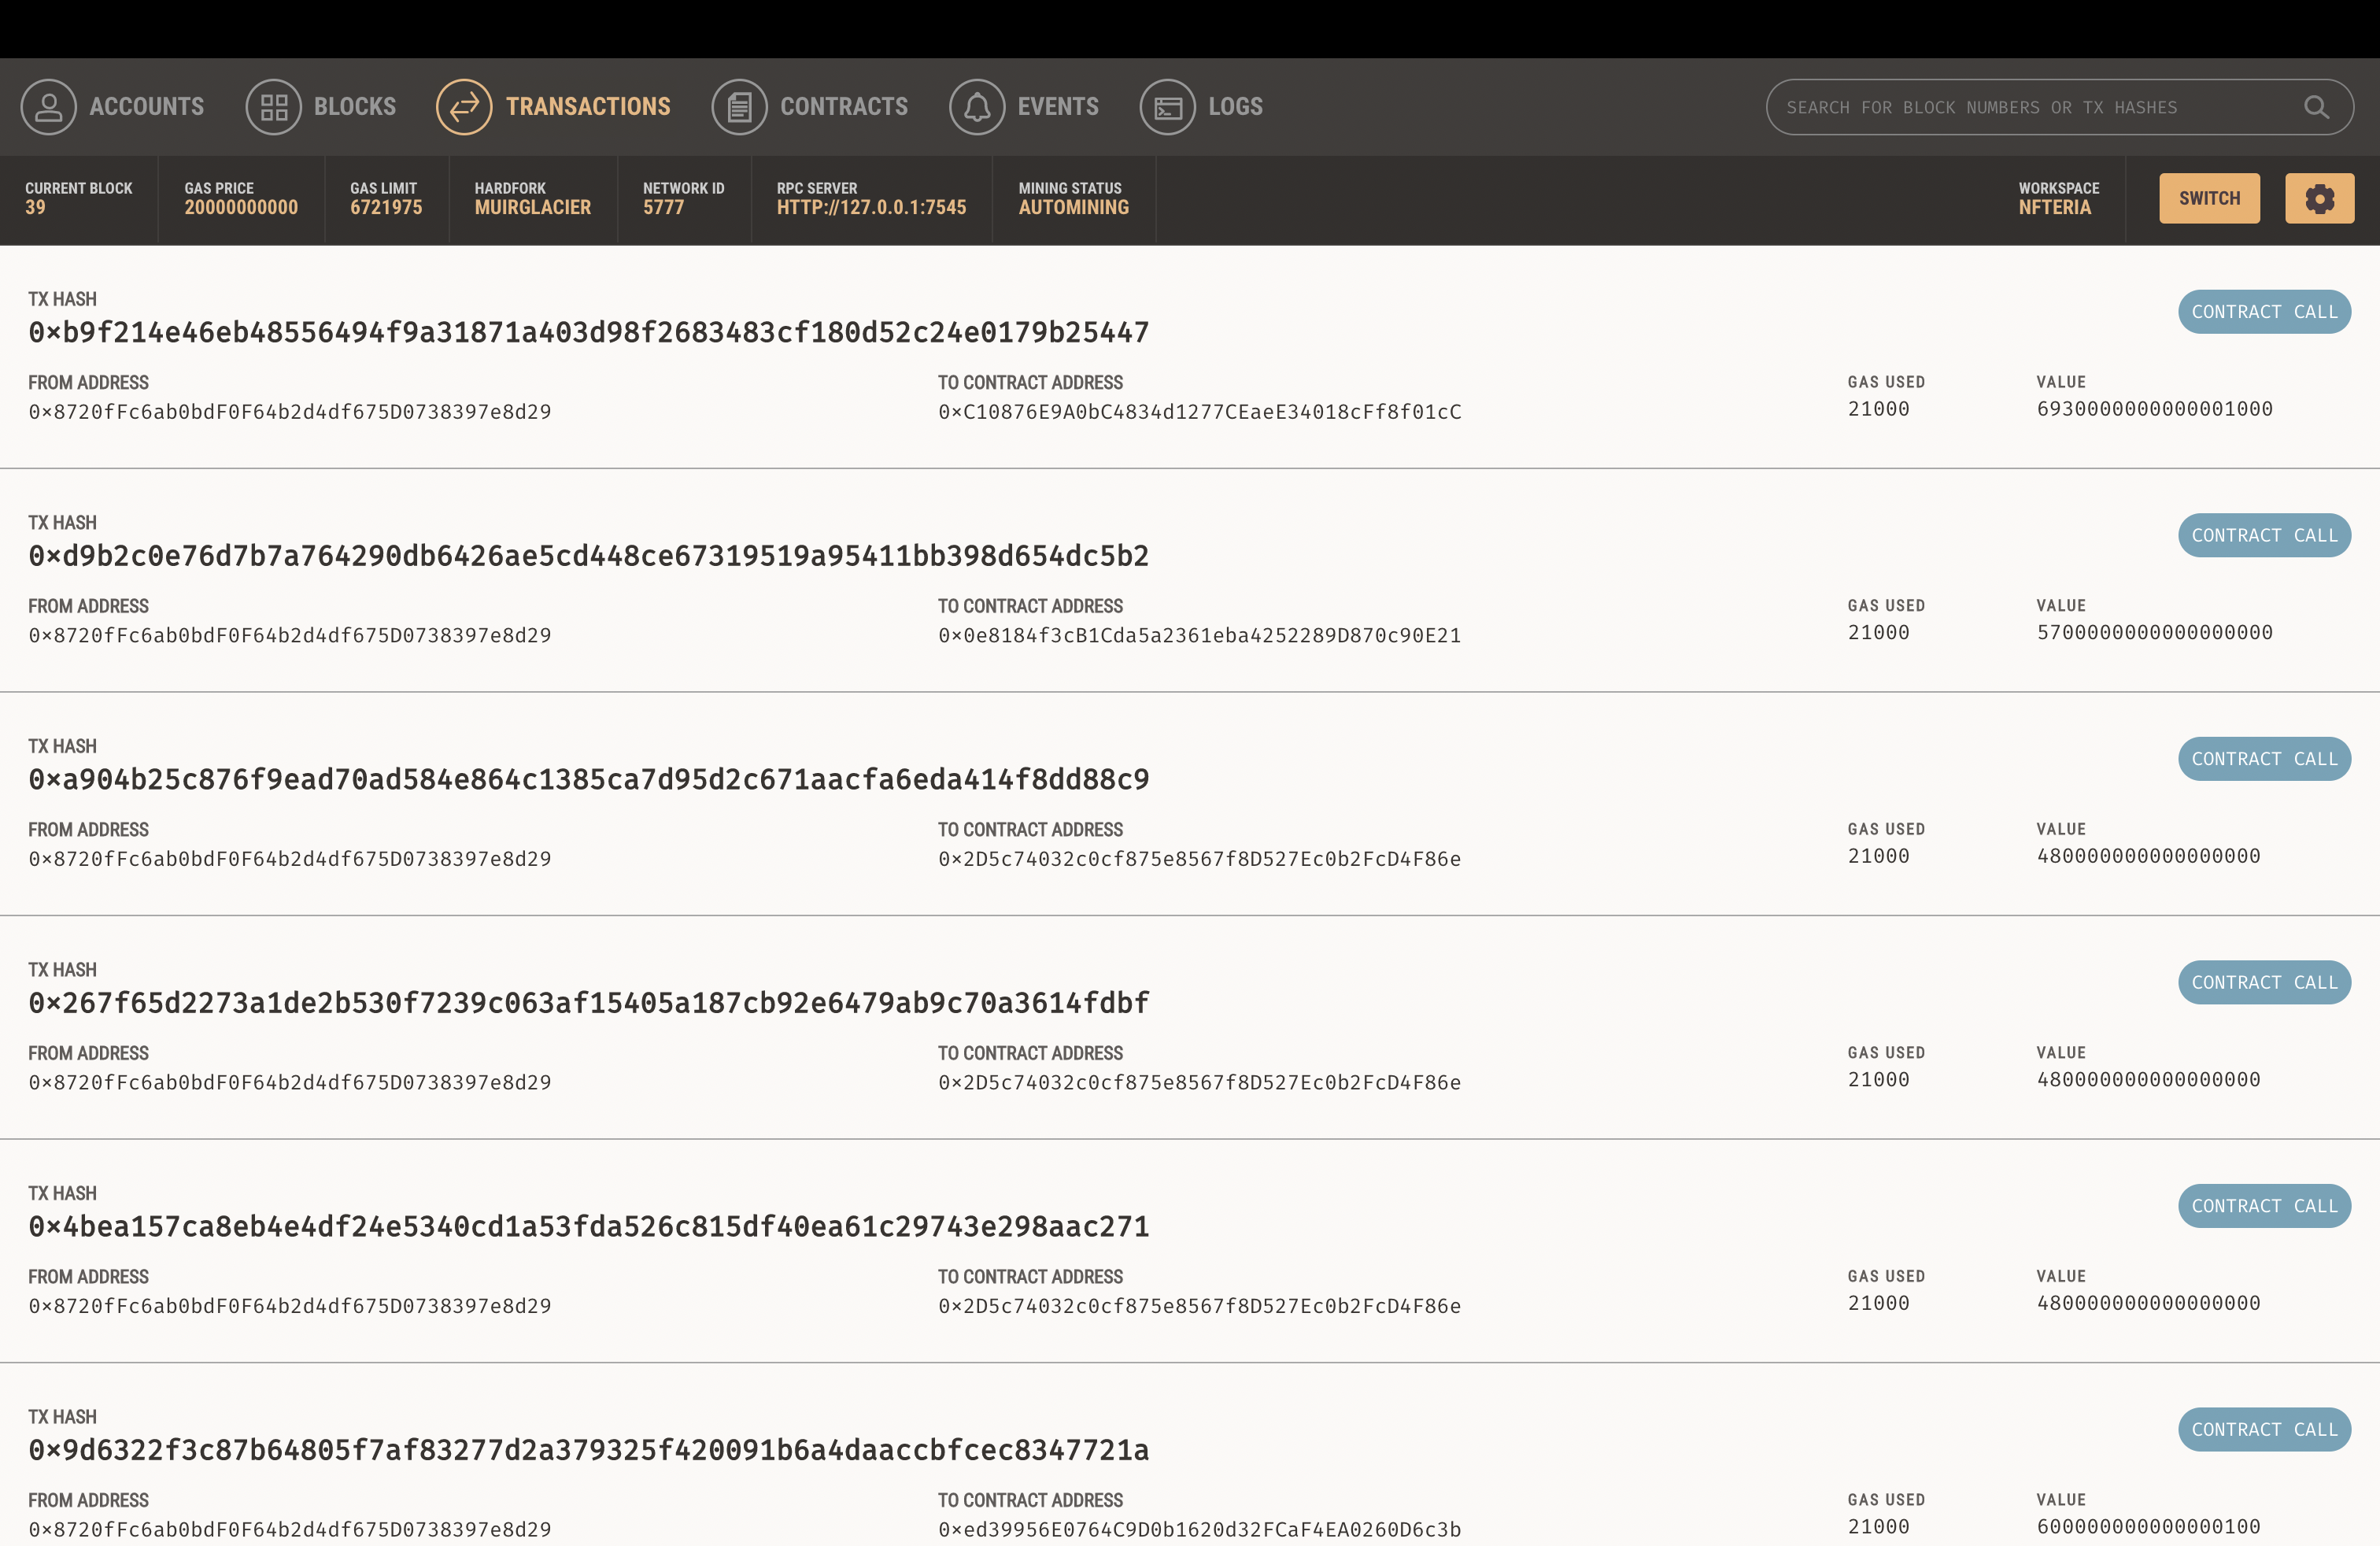 ACCOUNTS BLOCKS TRANSACTIONS CONTRACTS EVENTS LOGS SEARCH FOR BLOCK NUMBERS OR TX HASHES
CURRENT BLOCK GAS PRICE GAS LIMIT HARDFORK NETWORK ID RPC SERVER MINING STATUS WORKSPACE
39 20000000000 6721975 MUIRGLACIER 5777 HTTP://127.0.0.1:7545 AUTOMINING NFTERIA SWITCH
TX HASH
0×b9f214e46eb48556494f9a31871a403d98f2683483cf180d52c24e0179b25447 CONTRACT CALL
FROM ADDRESS TO CONTRACT ADDRESS GAS USED VALUE
0×8720fFc6ab0bdF0F64b2d4df675D0738397e8d29 0×C10876E9A0bC4834d1277CEaeE34018cFf8f01cC 21000 6930000000000001000
TX HASH
0×d9b2c0e76d7b7a764290db6426ae5cd448ce67319519a95411bb398d654dc5b2 CONTRACT CALL
FROM ADDRESS TO CONTRACT ADDRESS GAS USED VALUE
0×8720fFc6ab0bdF0F64b2d4df675D0738397e8d29 0×0e8184f3cB1Cda5a2361eba4252289D870c90E21 21000 5700000000000000000
TX HASH
0×a904b25c876f9ead70ad584e864c1385ca7d95d2c671aacfa6eda414f8dd88c9 CONTRACT CALL
FROM ADDRESS TO CONTRACT ADDRESS GAS USED VALUE
0×8720fFc6ab0bdF0F64b2d4df675D0738397e8d29 0×2D5c74032c0cf875e8567f8D527Ec0b2FcD4F86e 21000 480000000000000000
TX HASH
0×267f65d2273a1de2b530f7239c063af15405a187cb92e6479ab9c70a3614fdbf CONTRACT CALL
FROM ADDRESS TO CONTRACT ADDRESS GAS USED VALUE
0×8720fFc6ab0bdF0F64b2d4df675D0738397e8d29 0×2D5c74032c0cf875e8567f8D527Ec0b2FcD4F86e 21000 480000000000000000
TX HASH
0×4bea157ca8eb4e4df24e5340cd1a53fda526c815df40ea61c29743e298aac271 CONTRACT CALL
FROM ADDRESS TO CONTRACT ADDRESS GAS USED VALUE
0×8720fFc6ab0bdF0F64b2d4df675D0738397e8d29 0×2D5c74032c0cf875e8567f8D527Ec0b2FcD4F86e 21000 480000000000000000
TX HASH
0×9d6322f3c87b64805f7af83277d2a379325f420091b6a4daaccbfcec8347721a CONTRACT CALL
FROM ADDRESS TO CONTRACT ADDRESS GAS USED VALUE
0×8720fFc6ab0bdF0F64b2d4df675D0738397e8d29 0×ed39956E0764C9D0b1620d32FCaF4EA0260D6c3b 21000 600000000000000100